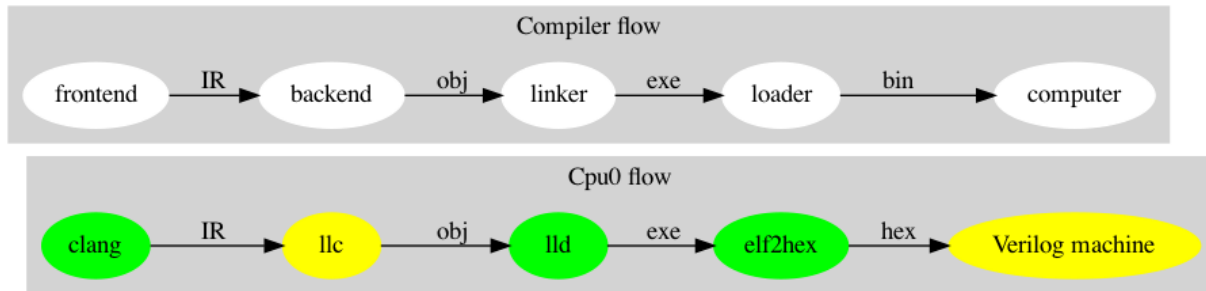 Compiler flow
frontend IR backend obj linker exe loader bin computer
Cpu0 flow
clang IR llc obj lld exe elf2hex hex Verilog machine